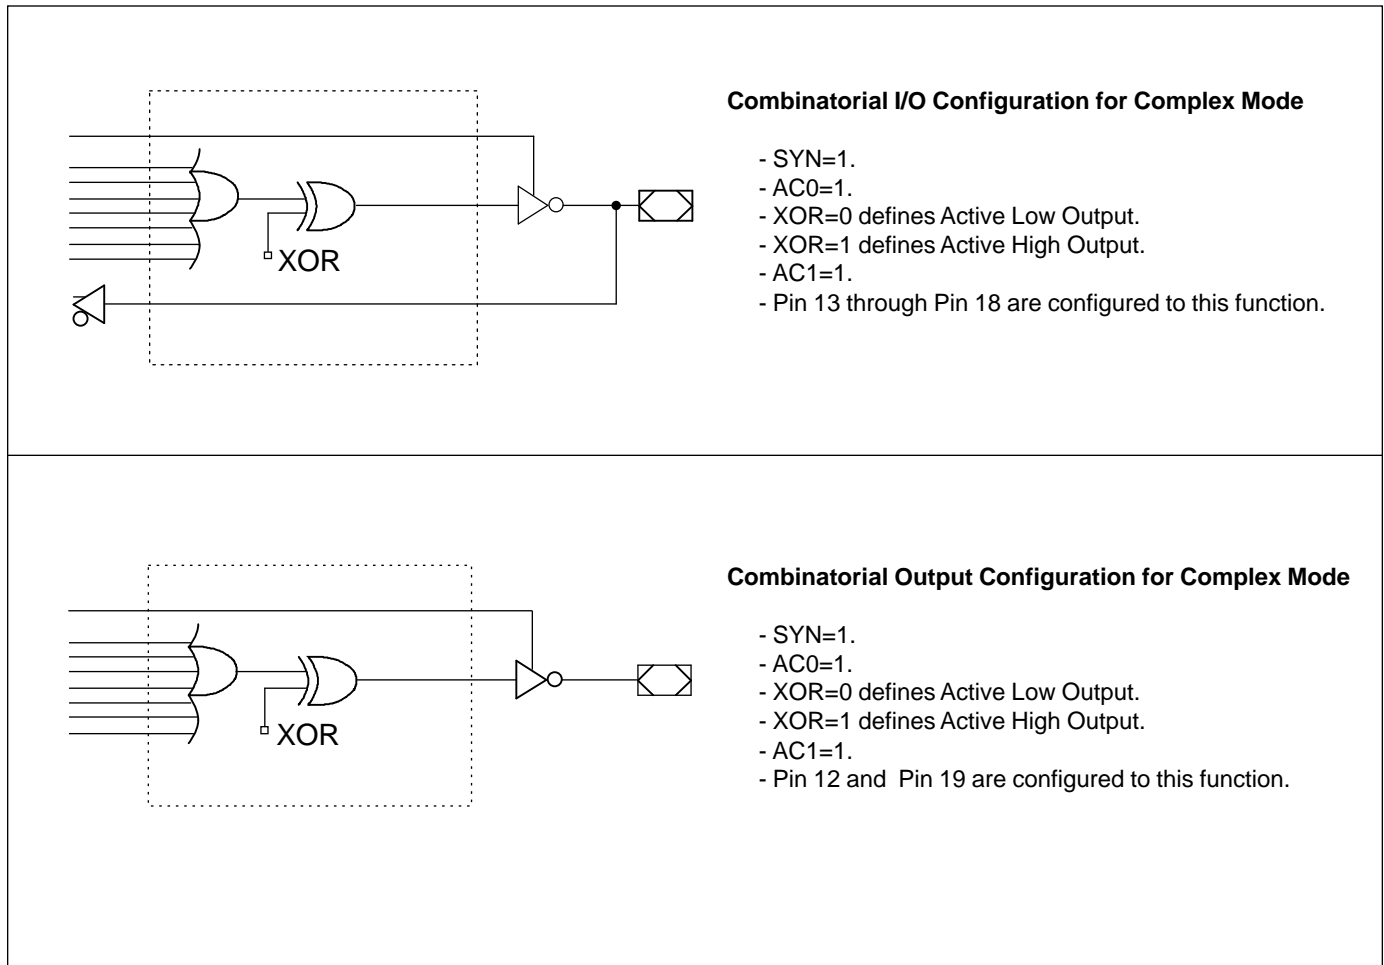 Combinatorial I/O Configuration for Complex Mode
- SYN=1.
- AC0=1.
- XOR=0 defines Active Low Output.
- XOR=1 defines Active High Output.
- AC1=1.
- Pin 13 through Pin 18 are configured to this function.
XOR
Combinatorial Output Configuration for Complex Mode
- SYN=1.
- AC0=1.
- XOR=0 defines Active Low Output.
- XOR=1 defines Active High Output.
- AC1=1.
- Pin 12 and  Pin 19 are configured to this function.
XOR